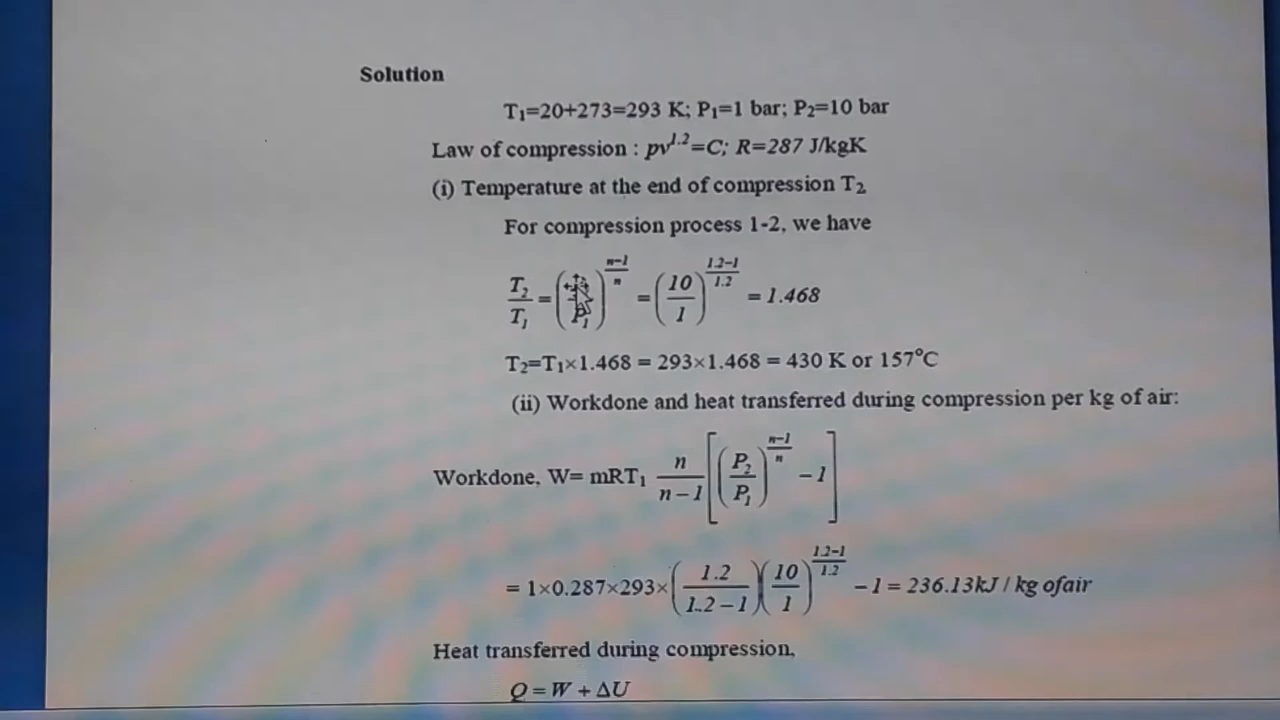 Solution
T₁=20+273=293 K; P₁=1 bar; P₂=10 bar
Law of compression : pv^1.2=C; R=287 J/kgK
(i) Temperature at the end of compression T₂
For compression process 1-2, we have
T₂/T₁ = ( /P₁)^((n-1)/n) = (10/1)^((1.2-1)/1.2) = 1.468
T₂=T₁×1.468 = 293×1.468 = 430 K or 157°C
(ii) Workdone and heat transferred during compression per kg of air:
Workdone, W= mRT₁ n/(n-1) [(P₂/P₁)^((n-1)/n) - 1]
= 1×0.287×293× (1.2/(1.2-1)) (10/1)^((1.2-1)/1.2) - 1 = 236.13kJ / kg ofair
Heat transferred during compression,
Q = W + ΔU